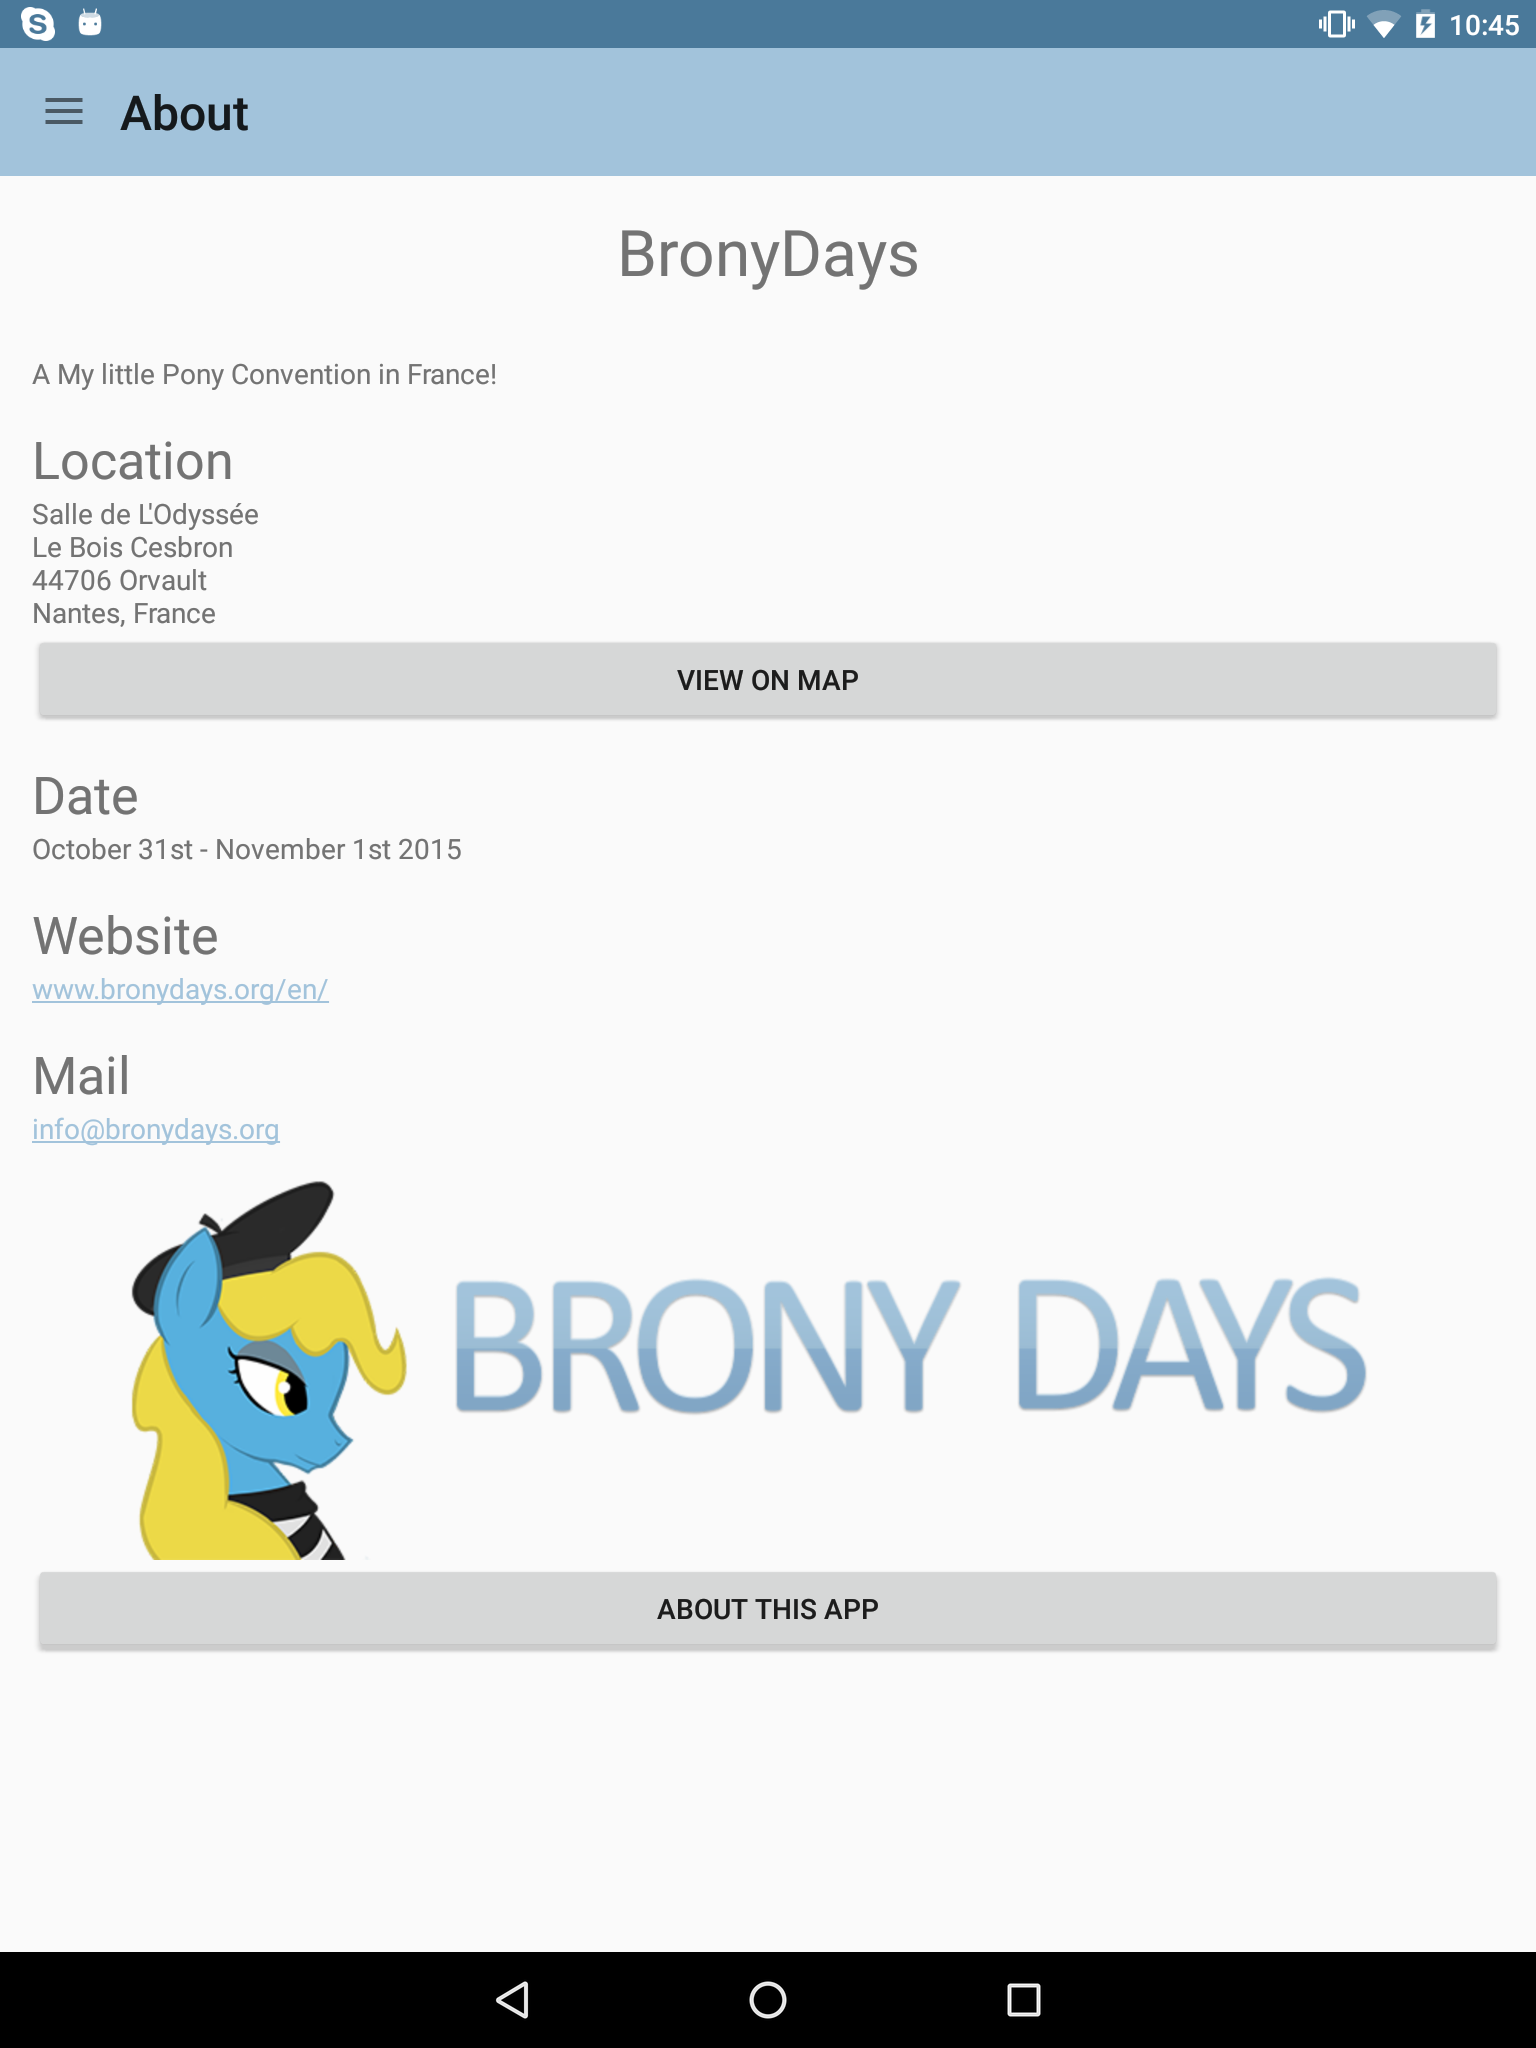 10:45
About
BronyDays
A My little Pony Convention in France!
Location
Salle de L'Odyssée
Le Bois Cesbron
44706 Orvault
Nantes, France
VIEW ON MAP
Date
October 31st - November 1st 2015
Website
www.bronydays.org/en/
Mail
info@bronydays.org
BRONY DAYS
ABOUT THIS APP